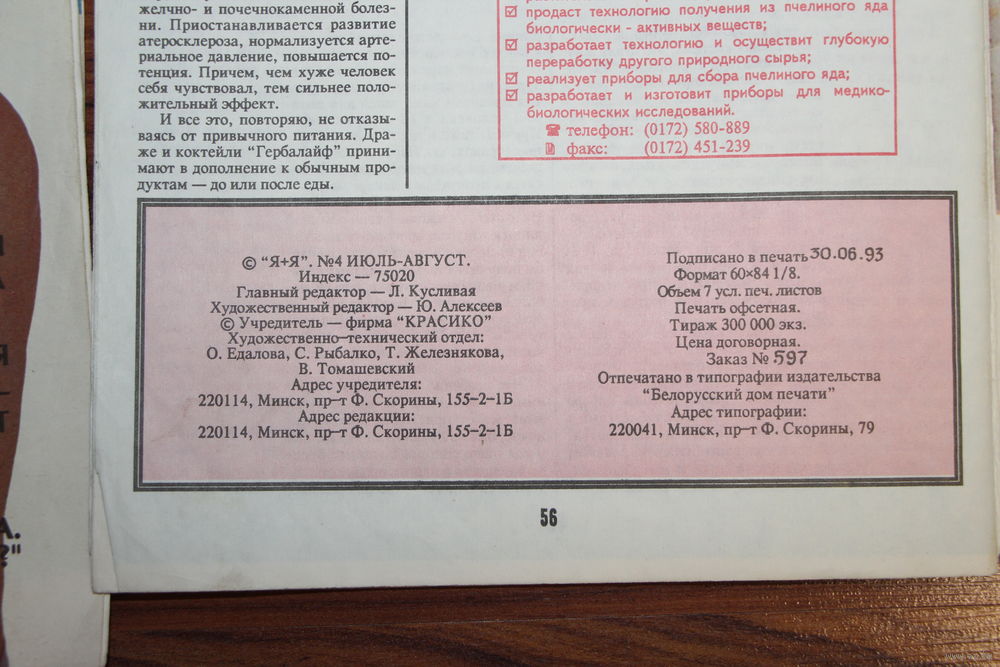 желчно- и почечнокаменной болез-
ни. Приостанавливается развитие
атеросклероза, нормализуется арте-
риальное давление, повышается по-
тенция. Причем, чем хуже человек
себя чувствовал, тем сильнее поло-
жительный эффект.
И все это, повторяю, не отказы-
ваясь от привычного питания. Дра-
же и коктейли “Гербалайф” прини-
мают в дополнение к обычным про-
дуктам — до или после еды.
продаст технологию получения из пчелиного яда
биологически - активных веществ;
разработает технологию и осуществит глубокую
переработку другого природного сырья;
реализует приборы для сбора пчелиного яда;
разработает и изготовит приборы для медико-
биологических исследований.
телефон: (0172) 580-889
факс: (0172) 451-239
© “Я+Я”. №4 ИЮЛЬ-АВГУСТ.
Индекс — 75020
Главный редактор — Л. Кусливая
Художественный редактор — Ю. Алексеев
© Учредитель — фирма “КРАСИКО”
Художественно-технический отдел:
О. Едалова, С. Рыбалко, Т. Железнякова,
В. Томашевский
Адрес учредителя:
220114, Минск, пр-т Ф. Скорины, 155-2-1Б
Адрес редакции:
220114, Минск, пр-т Ф. Скорины, 155-2-1Б
Подписано в печать 30.06.93
Формат 60×84 1/8.
Объем 7 усл. печ. листов
Печать офсетная.
Тираж 300 000 экз.
Цена договорная.
Заказ № 597
Отпечатано в типографии издательства
“Белорусский дом печати”
Адрес типографии:
220041, Минск, пр-т Ф. Скорины, 79
56
А.
?"